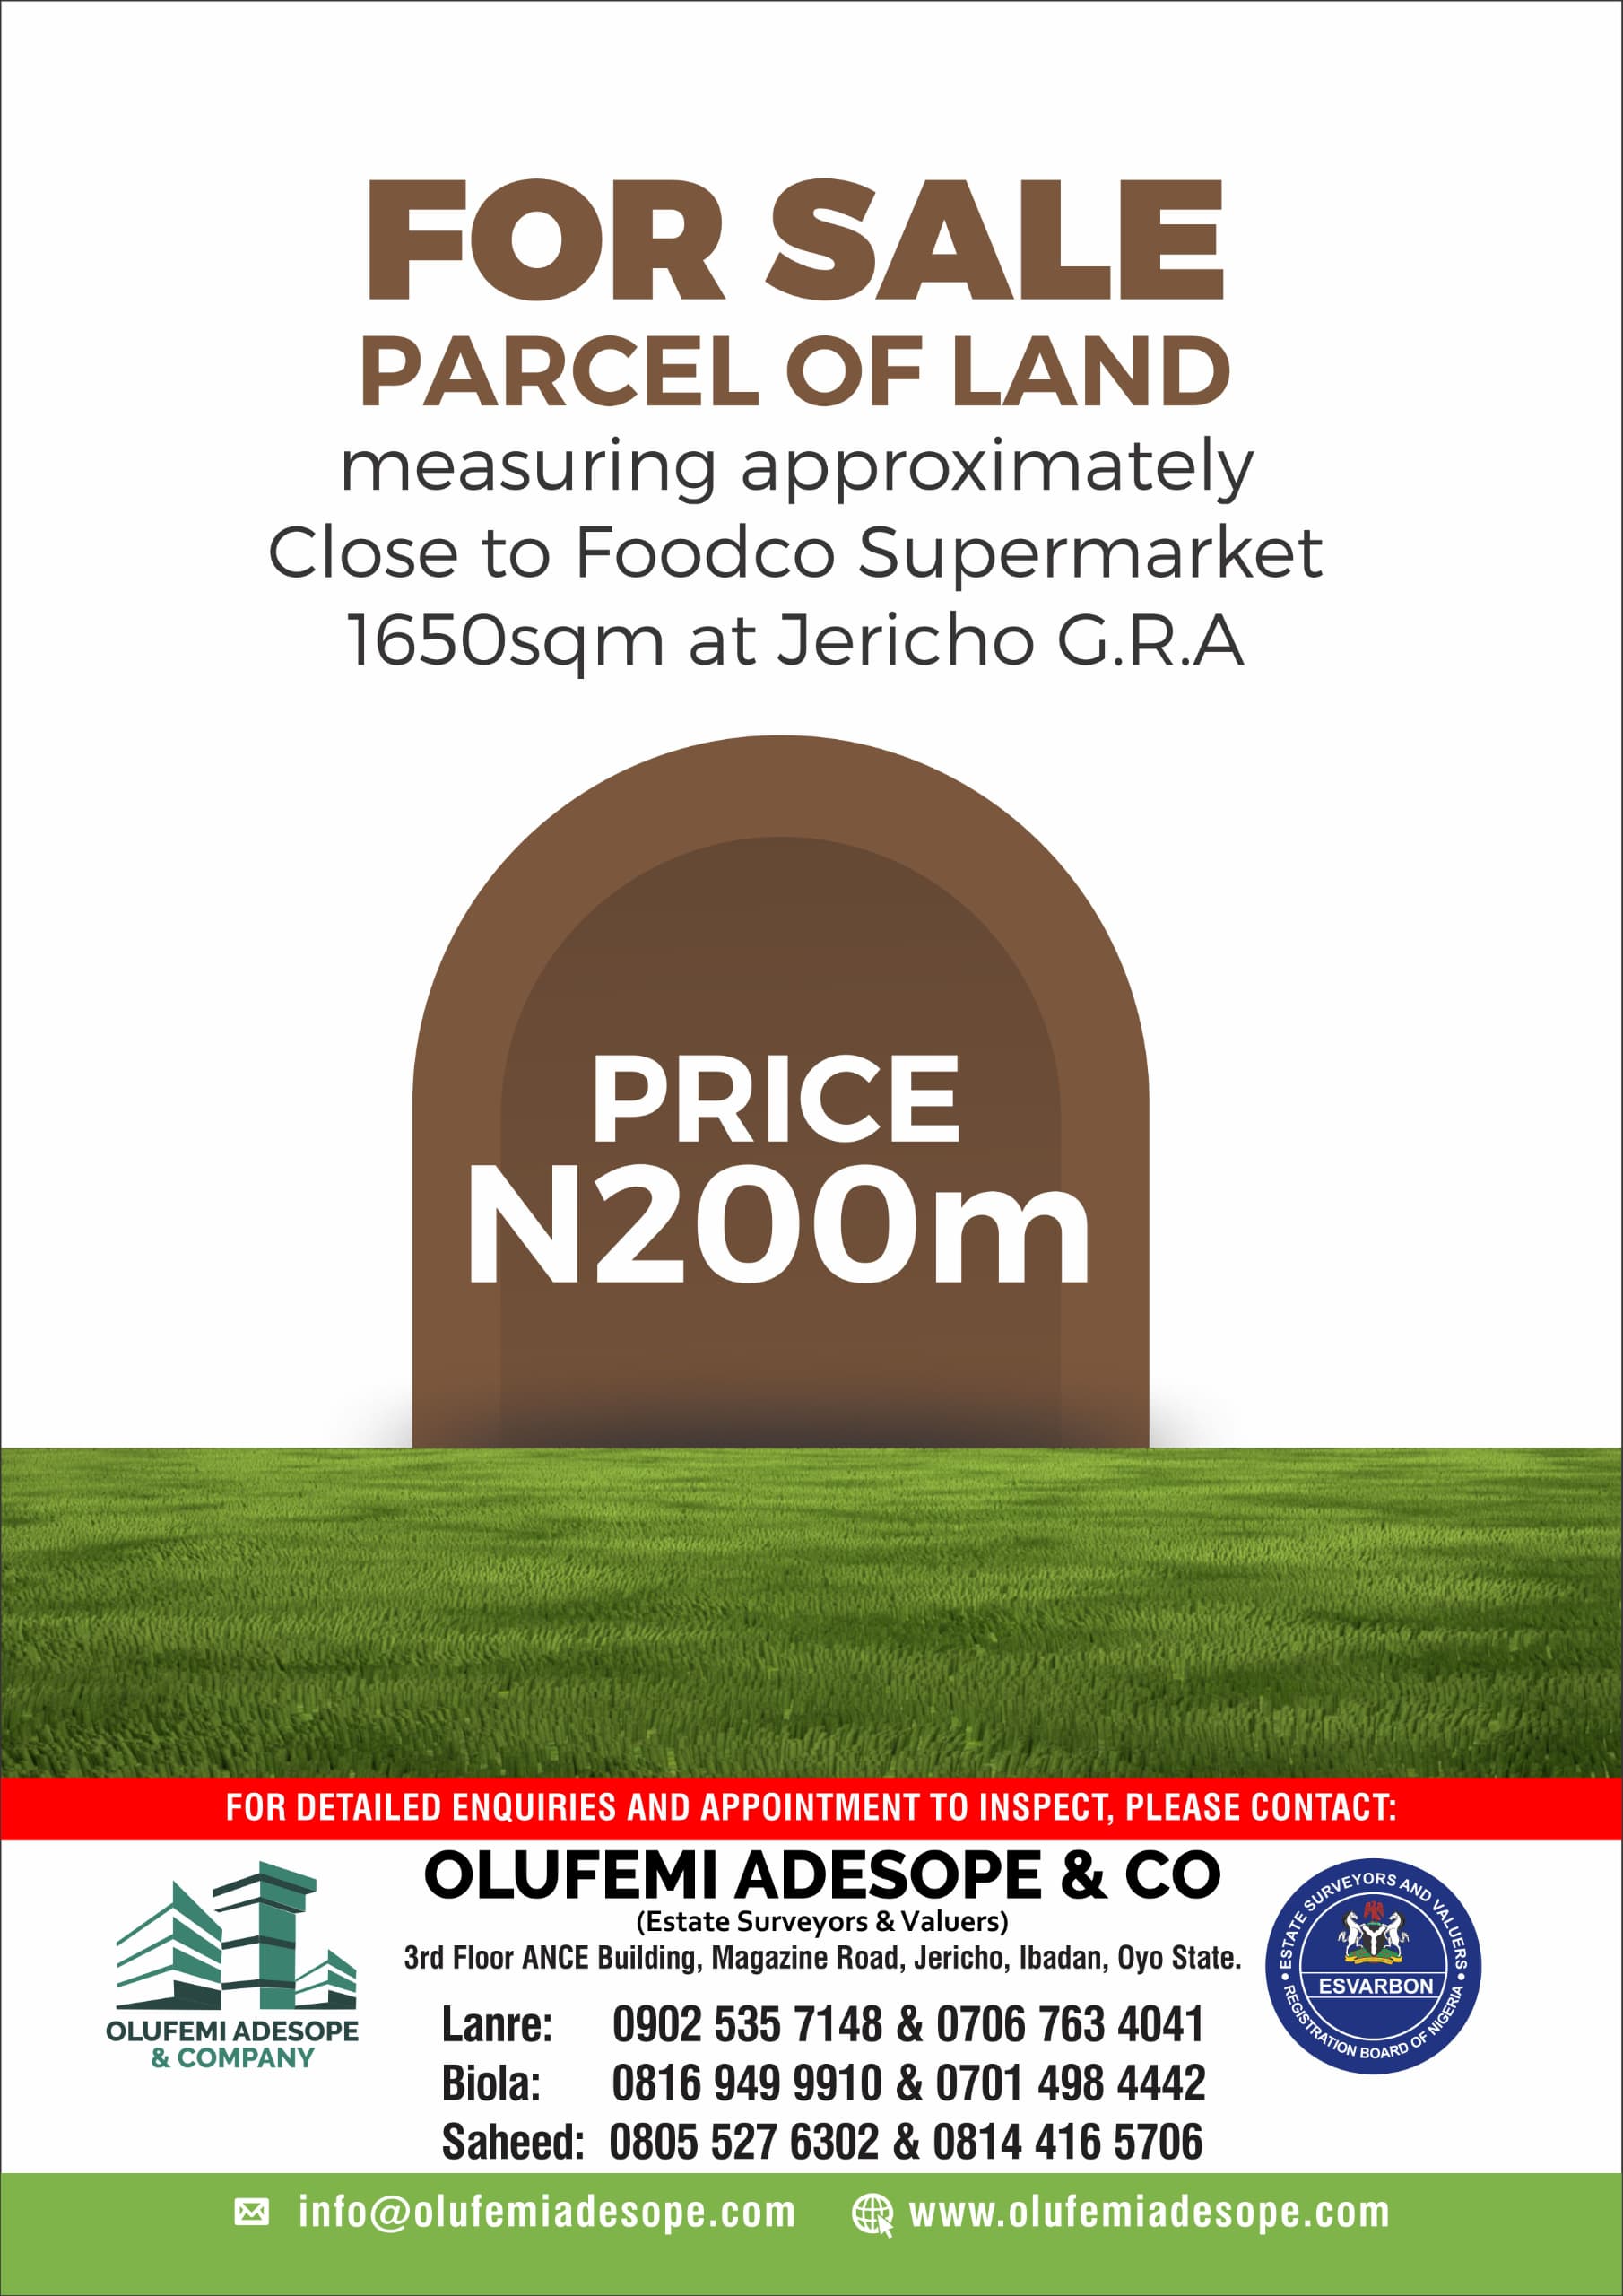 FOR SALE
PARCEL OF LAND
measuring approximately
Close to Foodco Supermarket
1650sqm at Jericho G.R.A
PRICE
N200m
FOR DETAILED ENQUIRIES AND APPOINTMENT TO INSPECT, PLEASE CONTACT:
OLUFEMI ADESOPE & CO
(Estate Surveyors & Valuers)
3rd Floor ANCE Building, Magazine Road, Jericho, Ibadan, Oyo State.
Lanre: 0902 535 7148 & 0706 763 4041
Biola: 0816 949 9910 & 0701 498 4442
Saheed: 0805 527 6302 & 0814 416 5706
OLUFEMI ADESOPE
& COMPANY
ESTATE SURVEYORS AND VALUERS
ESVARBON
REGISTRATION BOARD OF NIGERIA
info@olufemiadesope.com
www.olufemiadesope.com